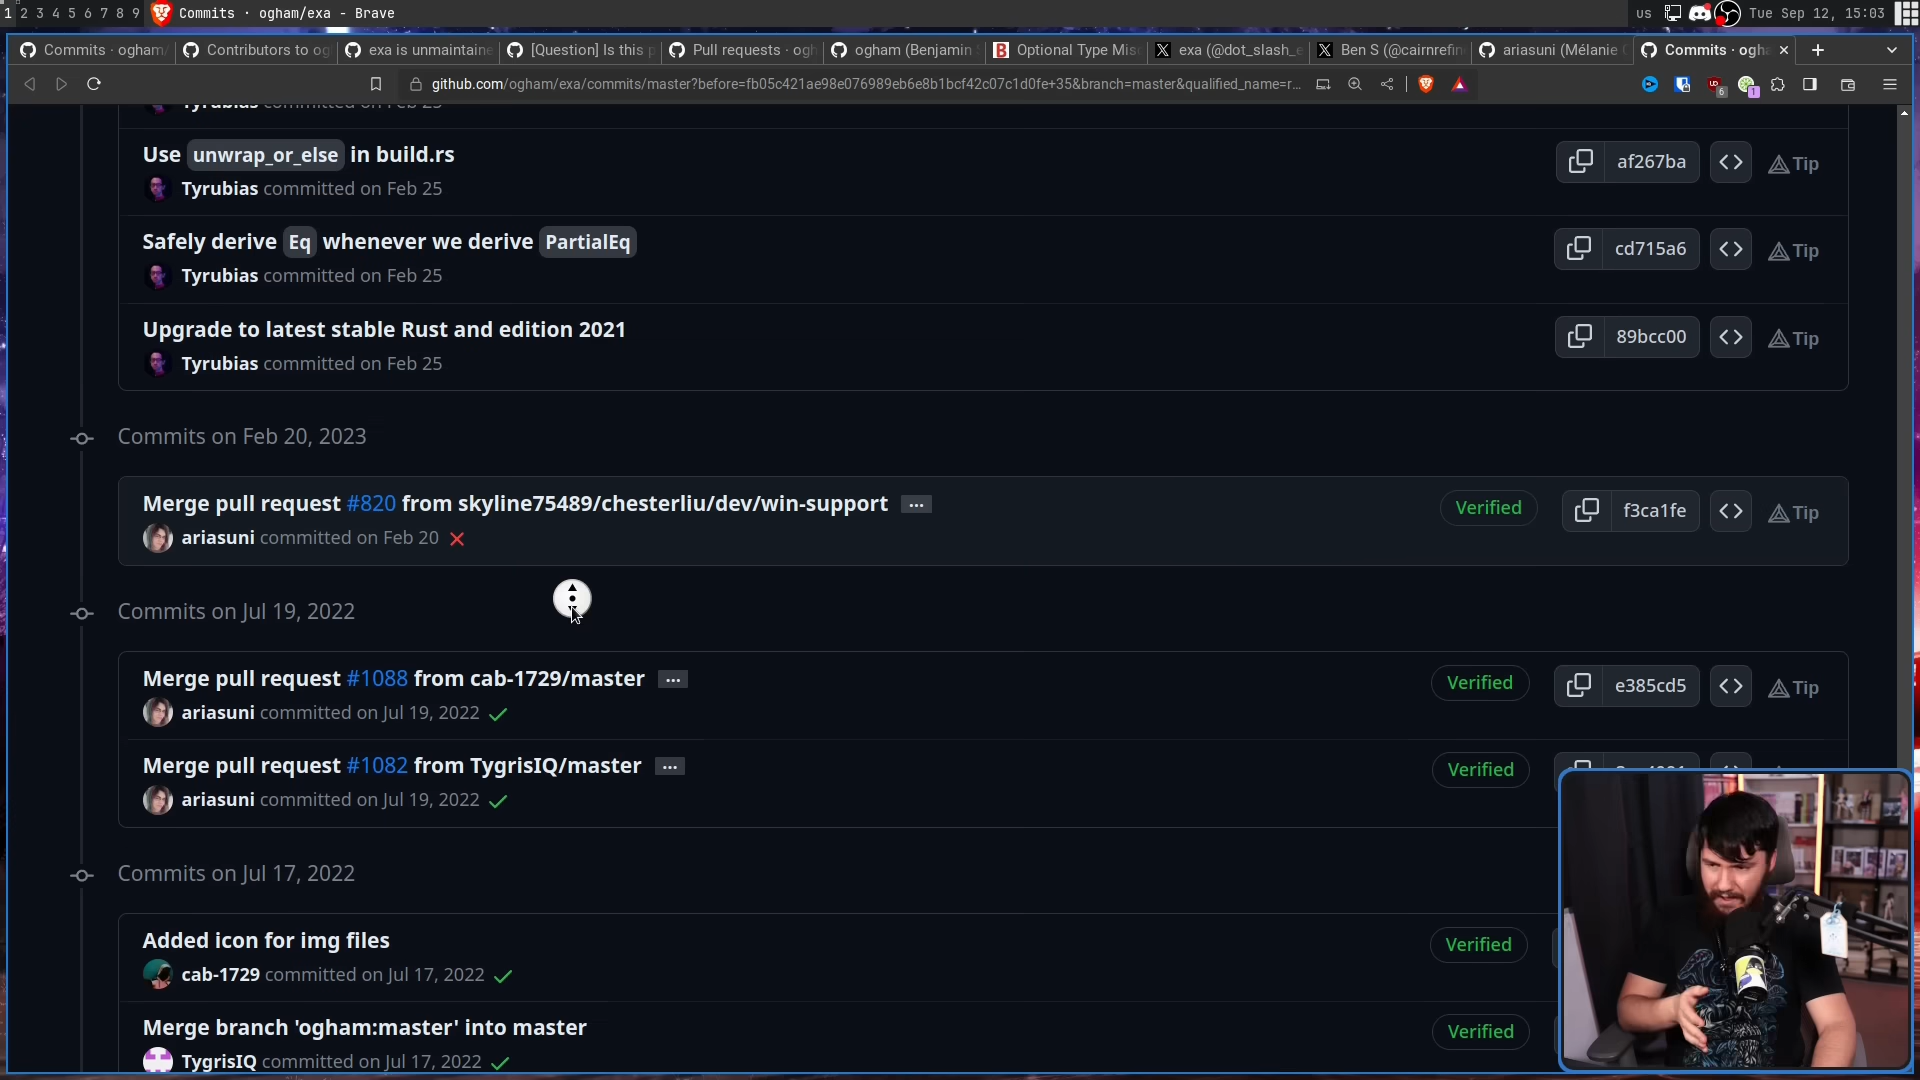 1 2 3 4 5 6 7 8 9 Commits · ogham/exa - Brave us Tue Sep 12, 15:03
Commits · ogham/ Contributors to og exa is unmaintaine [Question] Is this p Pull requests · ogh ogham (Benjamin Optional Type Mis exa (@dot_slash_e Ben S (@cairnrefin ariasuni (Mélanie Commits · ogh
github.com/ogham/exa/commits/master?before=fb05c421ae98e076989eb6e8b1bcf42c07c1d0fe+35&branch=master&qualified_name=r... 6 1
Tyrubias committed on Feb 25
Use unwrap_or_else in build.rs
Tyrubias committed on Feb 25
af267ba Tip
Safely derive Eq whenever we derive PartialEq
Tyrubias committed on Feb 25
cd715a6 Tip
Upgrade to latest stable Rust and edition 2021
Tyrubias committed on Feb 25
89bcc00 Tip
Commits on Feb 20, 2023
Merge pull request #820 from skyline75489/chesterliu/dev/win-support ...
ariasuni committed on Feb 20
Verified f3ca1fe Tip
Commits on Jul 19, 2022
Merge pull request #1088 from cab-1729/master ...
ariasuni committed on Jul 19, 2022
Verified e385cd5 Tip
Merge pull request #1082 from TygrisIQ/master ...
ariasuni committed on Jul 19, 2022
Verified
Commits on Jul 17, 2022
Added icon for img files
cab-1729 committed on Jul 17, 2022
Verified
Merge branch 'ogham:master' into master
TygrisIQ committed on Jul 17, 2022
Verified